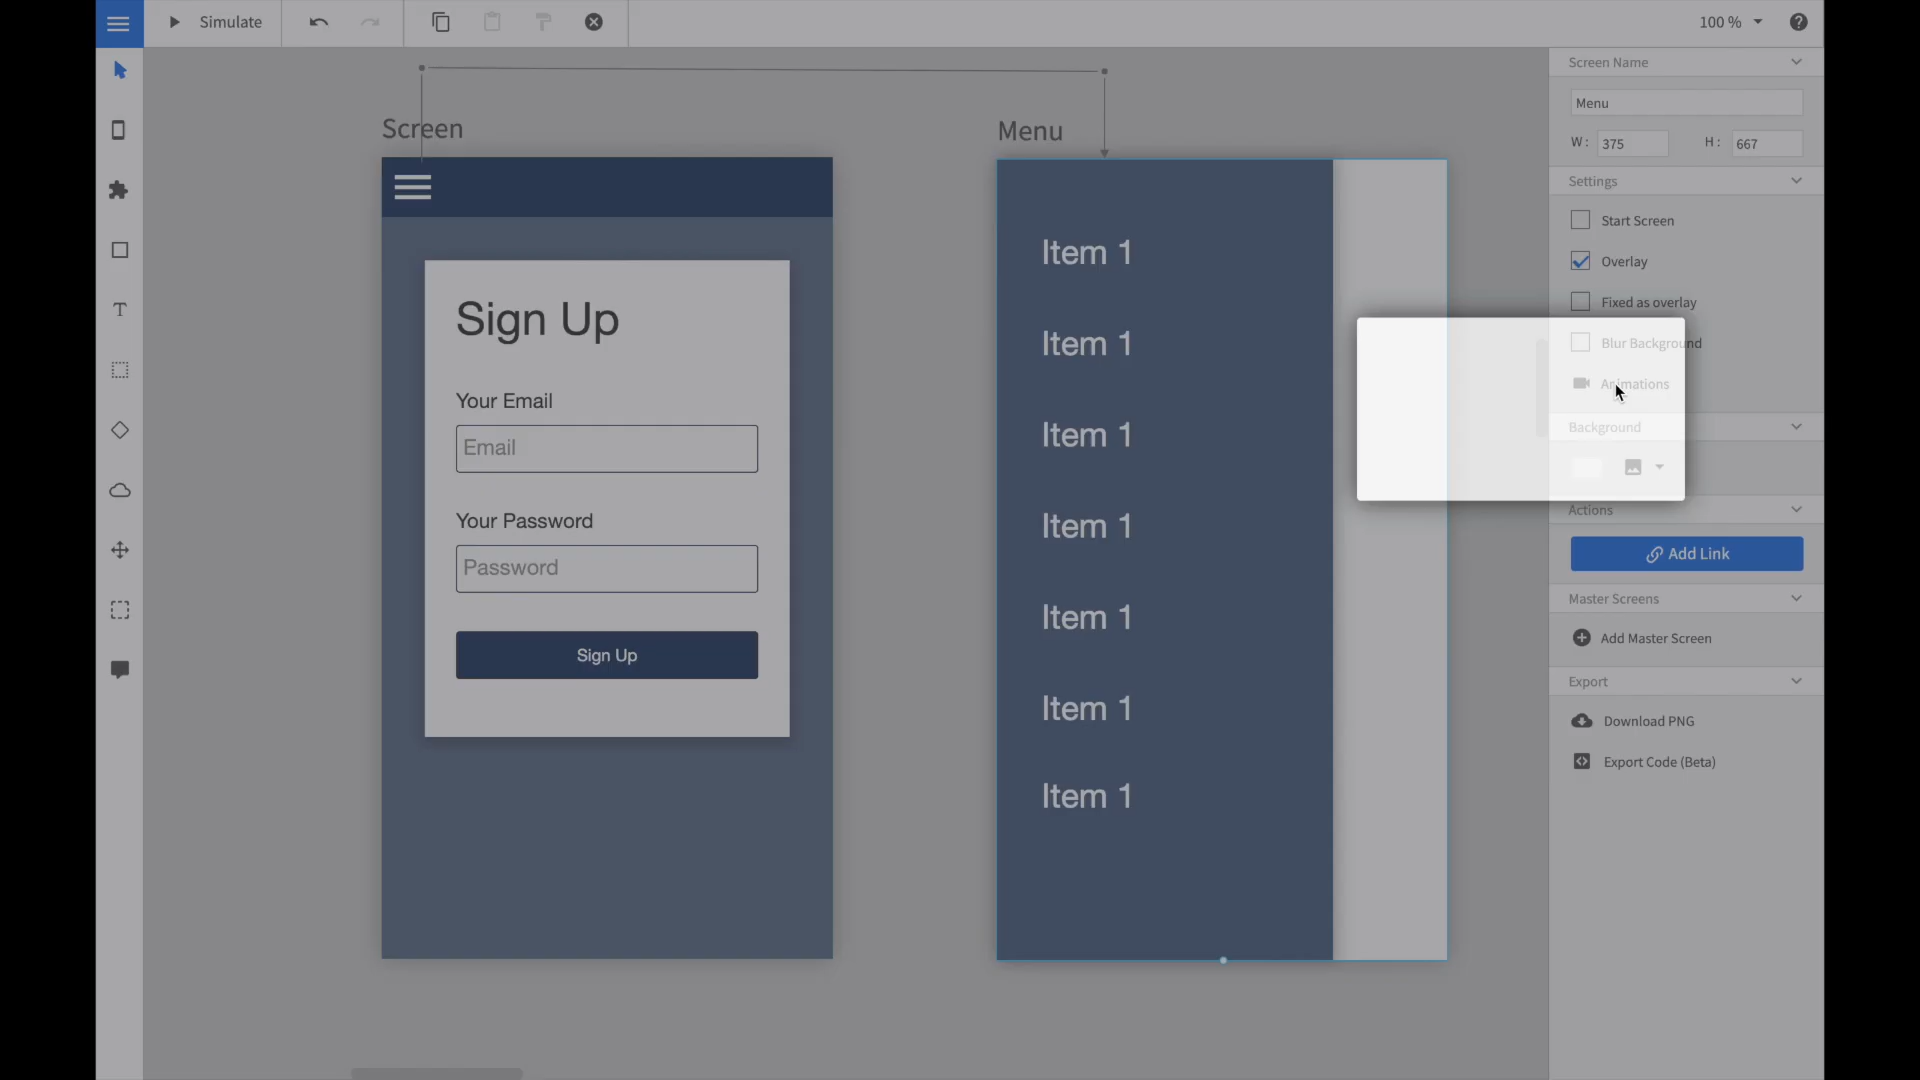 Simulate
100 %
Screen
Sign Up
Your Email
Email
Your Password
Password
Sign Up
Menu
Item 1
Item 1
Item 1
Item 1
Item 1
Item 1
Item 1
Screen Name
Menu
W : 375 H : 667
Settings
Start Screen
Overlay
Fixed as overlay
Blur Background
Animations
Background
Actions
Add Link
Master Screens
Add Master Screen
Export
Download PNG
Export Code (Beta)